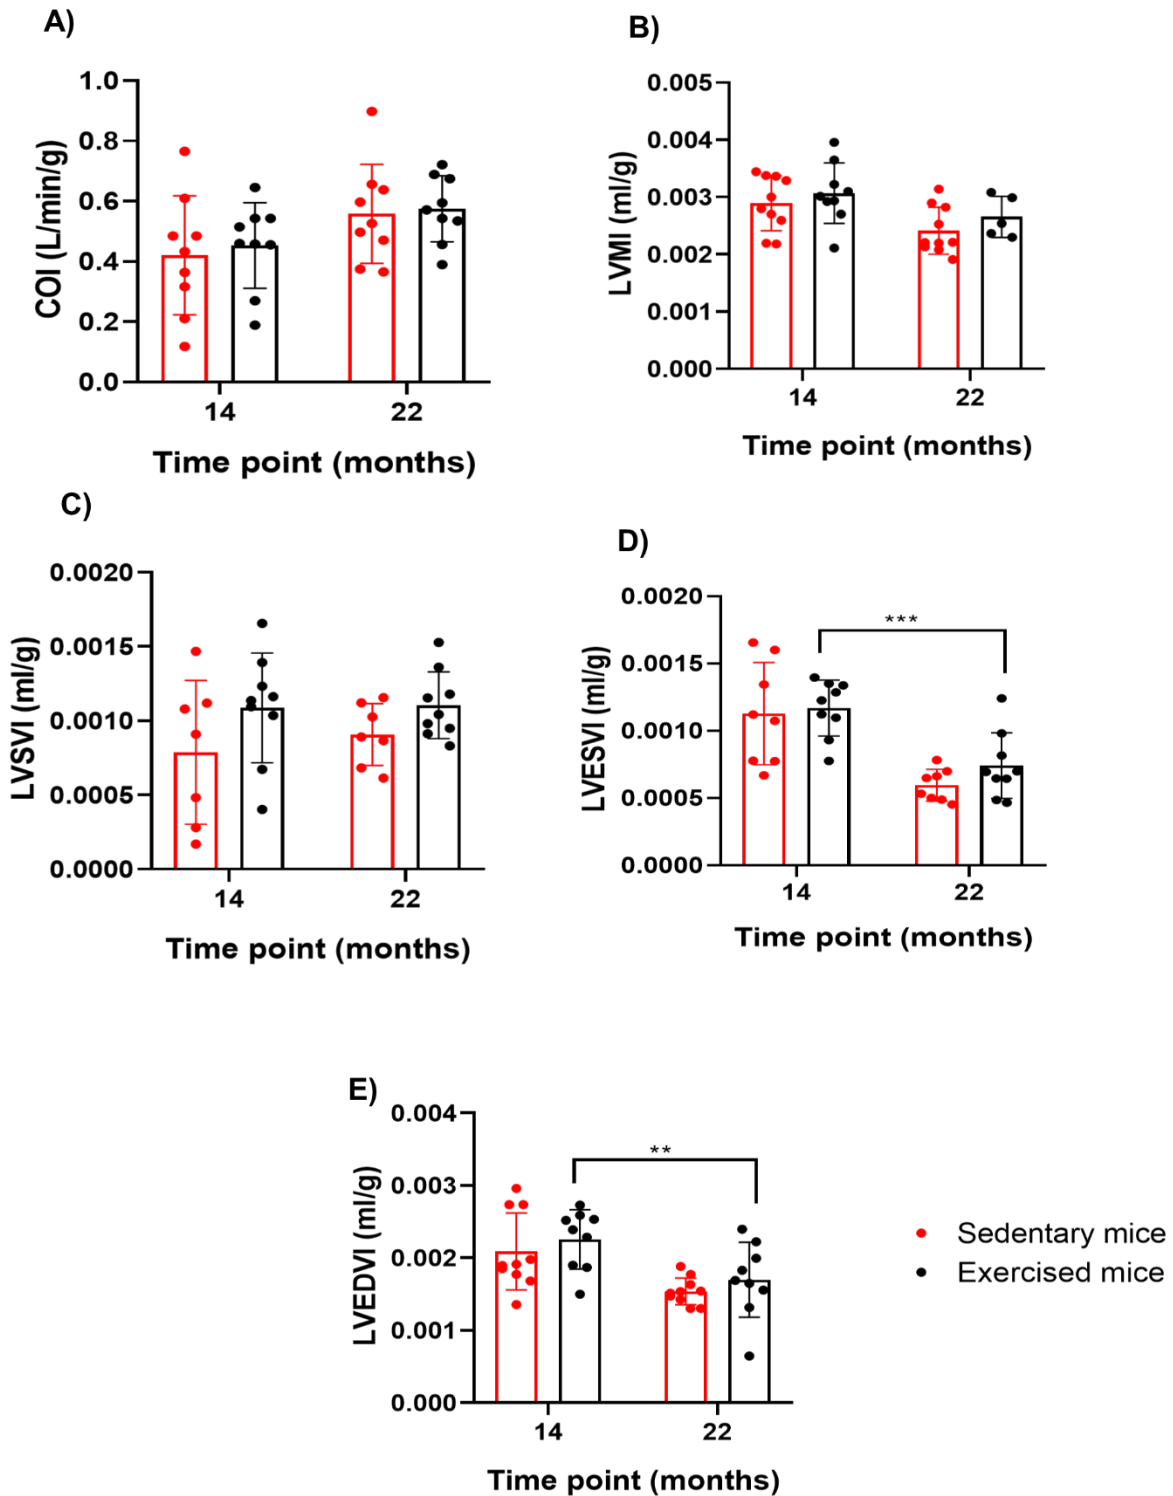 A)
COI (L/min/g)
1.0
0.8
0.6
0.4
0.2
0.0
14 22
Time point (months)
B)
LVMI (ml/g)
0.005
0.004
0.003
0.002
0.001
0.000
14 22
Time point (months)
C)
LVSVI (ml/g)
0.0020
0.0015
0.0010
0.0005
0.0000
14 22
Time point (months)
D)
LVESVI (ml/g)
0.0020
0.0015
0.0010
0.0005
0.0000
***
14 22
Time point (months)
E)
LVEDVI (ml/g)
0.004
0.003
0.002
0.001
0.000
**
14 22
Time point (months)
Sedentary mice
Exercised mice